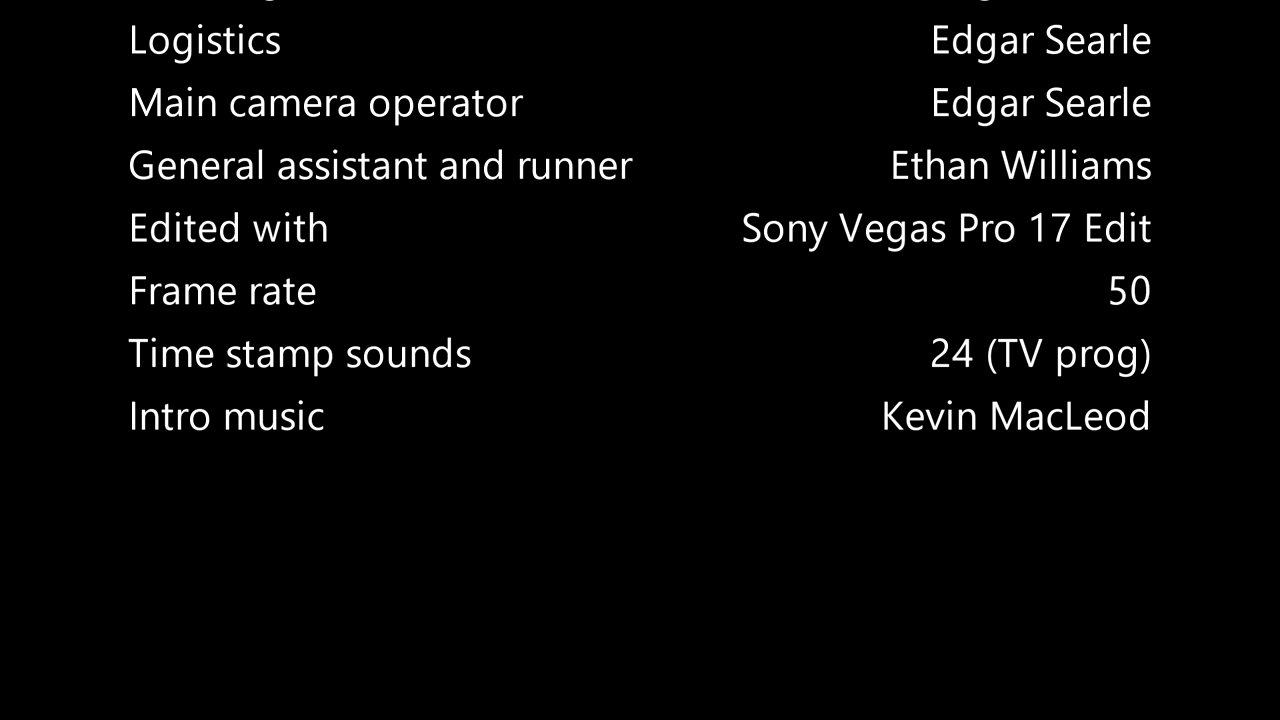 Logistics Edgar Searle
Main camera operator Edgar Searle
General assistant and runner Ethan Williams
Edited with Sony Vegas Pro 17 Edit
Frame rate 50
Time stamp sounds 24 (TV prog)
Intro music Kevin MacLeod